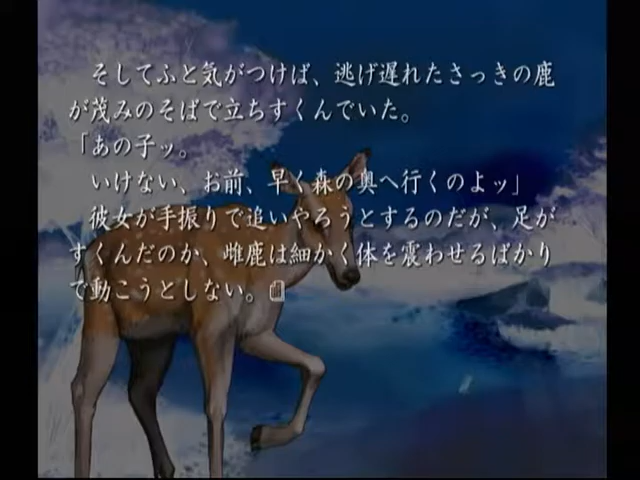 そしてふと気がつけば、逃げ遅れたさっきの鹿
が茂みのそばで立ちすくんでいた。
「あの子ッ。
いけない、お前、早く森の奥へ行くのよッ」
彼女が手振りで追いやろうとするのだが、足が
すくんだのか、雌鹿は細かく体を震わせるばかり
で動こうとしない。